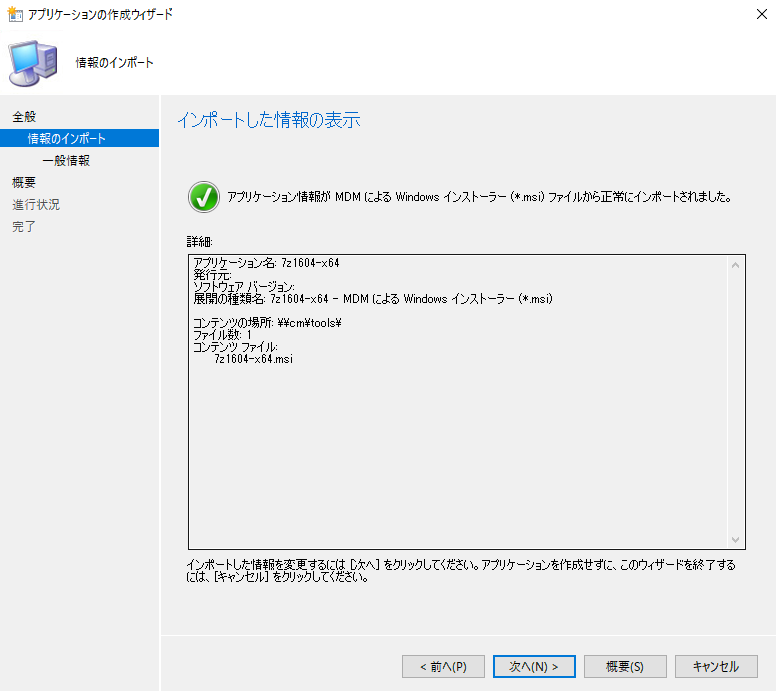 アプリケーションの作成ウィザード
情報のインポート
全般
情報のインポート
一般情報
概要
進行状況
完了
インポートした情報の表示
アプリケーション情報が MDM による Windows インストーラー (*.msi) ファイルから正常にインポートされました。
詳細:
アプリケーション名: 7z1604-x64
発行元:
ソフトウェア バージョン:
展開の種類名: 7z1604-x64 - MDM による Windows インストーラー (*.msi)
コンテンツの場所: \\cm\tools\
ファイル数: 1
コンテンツ ファイル:
7z1604-x64.msi
インポートした情報を変更するには [次へ] をクリックしてください。アプリケーションを作成せずに、このウィザードを終了する
には、[キャンセル] をクリックしてください。
< 前へ(P)
次へ(N) >
概要(S)
キャンセル